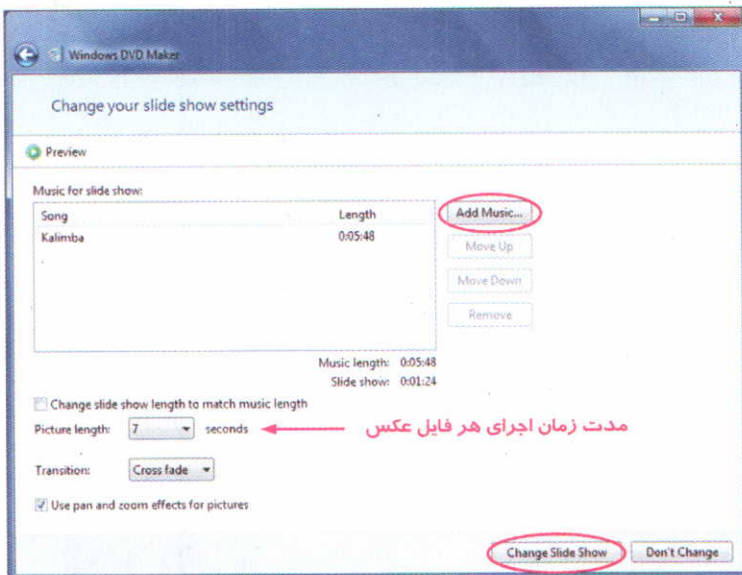 Windows DVD Maker
Change your slide show settings
Preview
Music for slide show:
Song Length
Kalimba 0:05:48
Add Music...
Move Up
Move Down
Remove
Music length: 0:05:48
Slide show: 0:01:24
Change slide show length to match music length
Picture length: 7 seconds مدت زمان اجرای هر فایل عکس
Transition: Cross fade
Use pan and zoom effects for pictures
Change Slide Show Don't Change